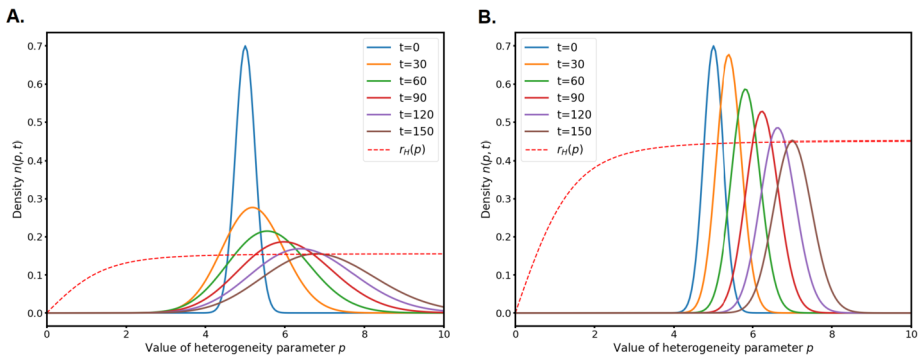 A.
0.7
0.6
0.5
0.4
0.3
0.2
0.1
0.0
Density n(p, t)
0 2 4 6 8 10
Value of heterogeneity parameter p
t=0
t=30
t=60
t=90
t=120
t=150
r_H(p)
B.
0.7
0.6
0.5
0.4
0.3
0.2
0.1
0.0
Density n(p, t)
0 2 4 6 8 10
Value of heterogeneity parameter p
t=0
t=30
t=60
t=90
t=120
t=150
r_H(p)